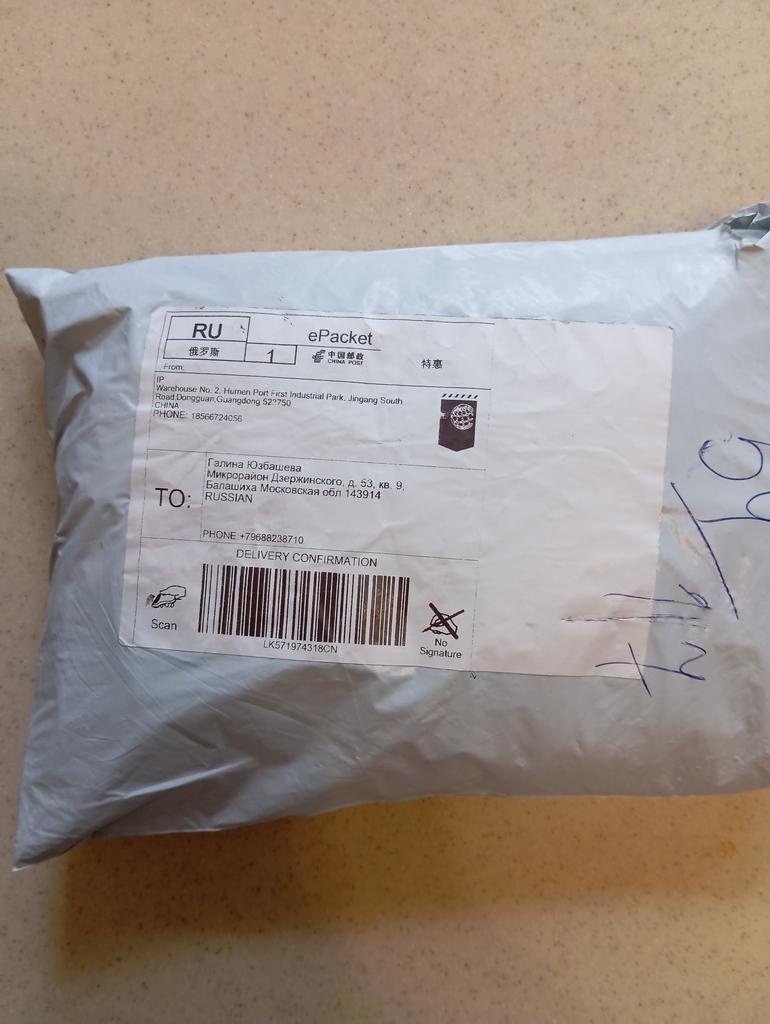 RU
俄罗斯
1
ePacket
中国邮政
CHINA POST
特惠
From:
IP
Warehouse No. 2, Humen Port First Industrial Park, Jingang South
Road,Dongguan,Guangdong
CHINA
PHONE: 18566724056
TO:
Галина Юзбашева
Микрорайон Дзержинского, д. 53, кв. 9,
Балашиха Московская обл 143914
RUSSIAN
PHONE +79688238710
DELIVERY CONFIRMATION
Scan
LK571974318CN
No
Signature